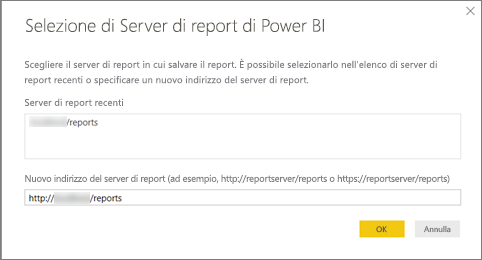 Selezione di Server di report di Power BI
Scegliere il server di report in cui salvare il report. È possibile selezionarlo nell'elenco di server di
report recenti o specificare un nuovo indirizzo del server di report.
Server di report recenti
/reports
Nuovo indirizzo del server di report (ad esempio, http://reportserver/reports o https://reportserver/reports)
http:// /reports
OK
Annulla